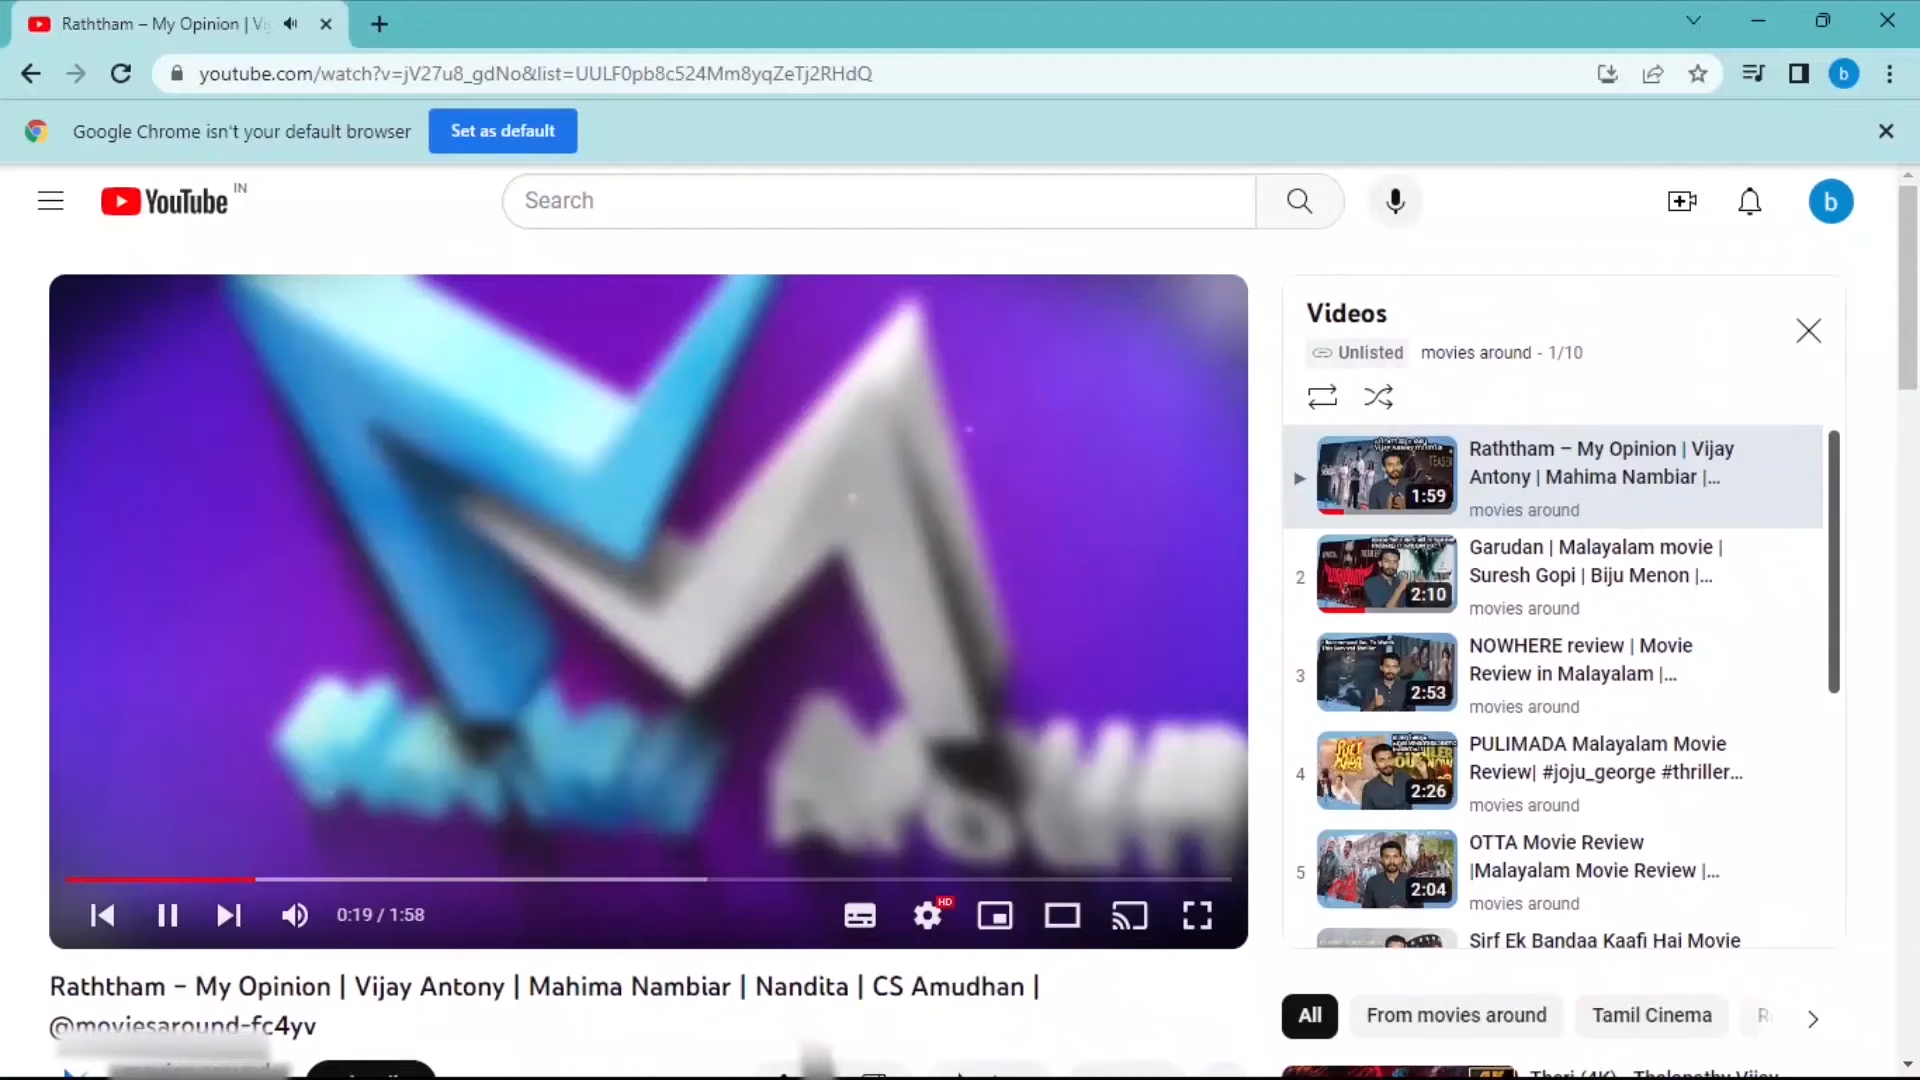 Raththam – My Opinion | Vi
youtube.com/watch?v=jV27u8_gdNo&list=UULF0pb8c524Mm8yqZeTj2RHdQ
b
Google Chrome isn't your default browser
Set as default
YouTube IN
Search
b
Videos
Unlisted movies around - 1/10
Raththam – My Opinion | Vijay
Antony | Mahima Nambiar |...
movies around
TEASER
1:59
2
Garudan | Malayalam movie |
Suresh Gopi | Biju Menon |...
movies around
2:10
3
NOWHERE review | Movie
Review in Malayalam |...
movies around
2:53
4
PULIMADA Malayalam Movie
Review| #joju_george #thriller...
movies around
2:26
5
OTTA Movie Review
|Malayalam Movie Review |...
movies around
2:04
Sirf Ek Bandaa Kaafi Hai Movie
0:19 / 1:58
HD
Raththam – My Opinion | Vijay Antony | Mahima Nambiar | Nandita | CS Amudhan |
@moviesaround-fc4yv
All
From movies around
Tamil Cinema